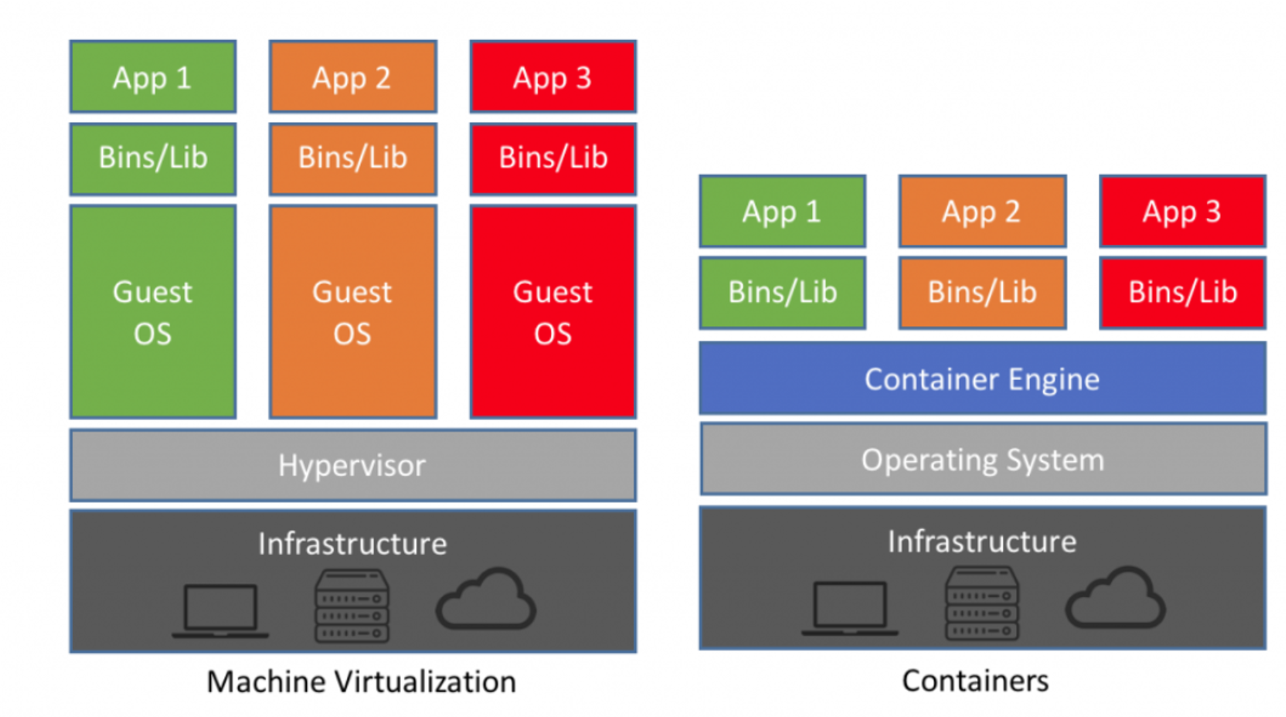 App 1
App 2
App 3
Bins/Lib
Bins/Lib
Bins/Lib
Guest
OS
Guest
OS
Guest
OS
Hypervisor
Infrastructure
Machine Virtualization
App 1
App 2
App 3
Bins/Lib
Bins/Lib
Bins/Lib
Container Engine
Operating System
Infrastructure
Containers